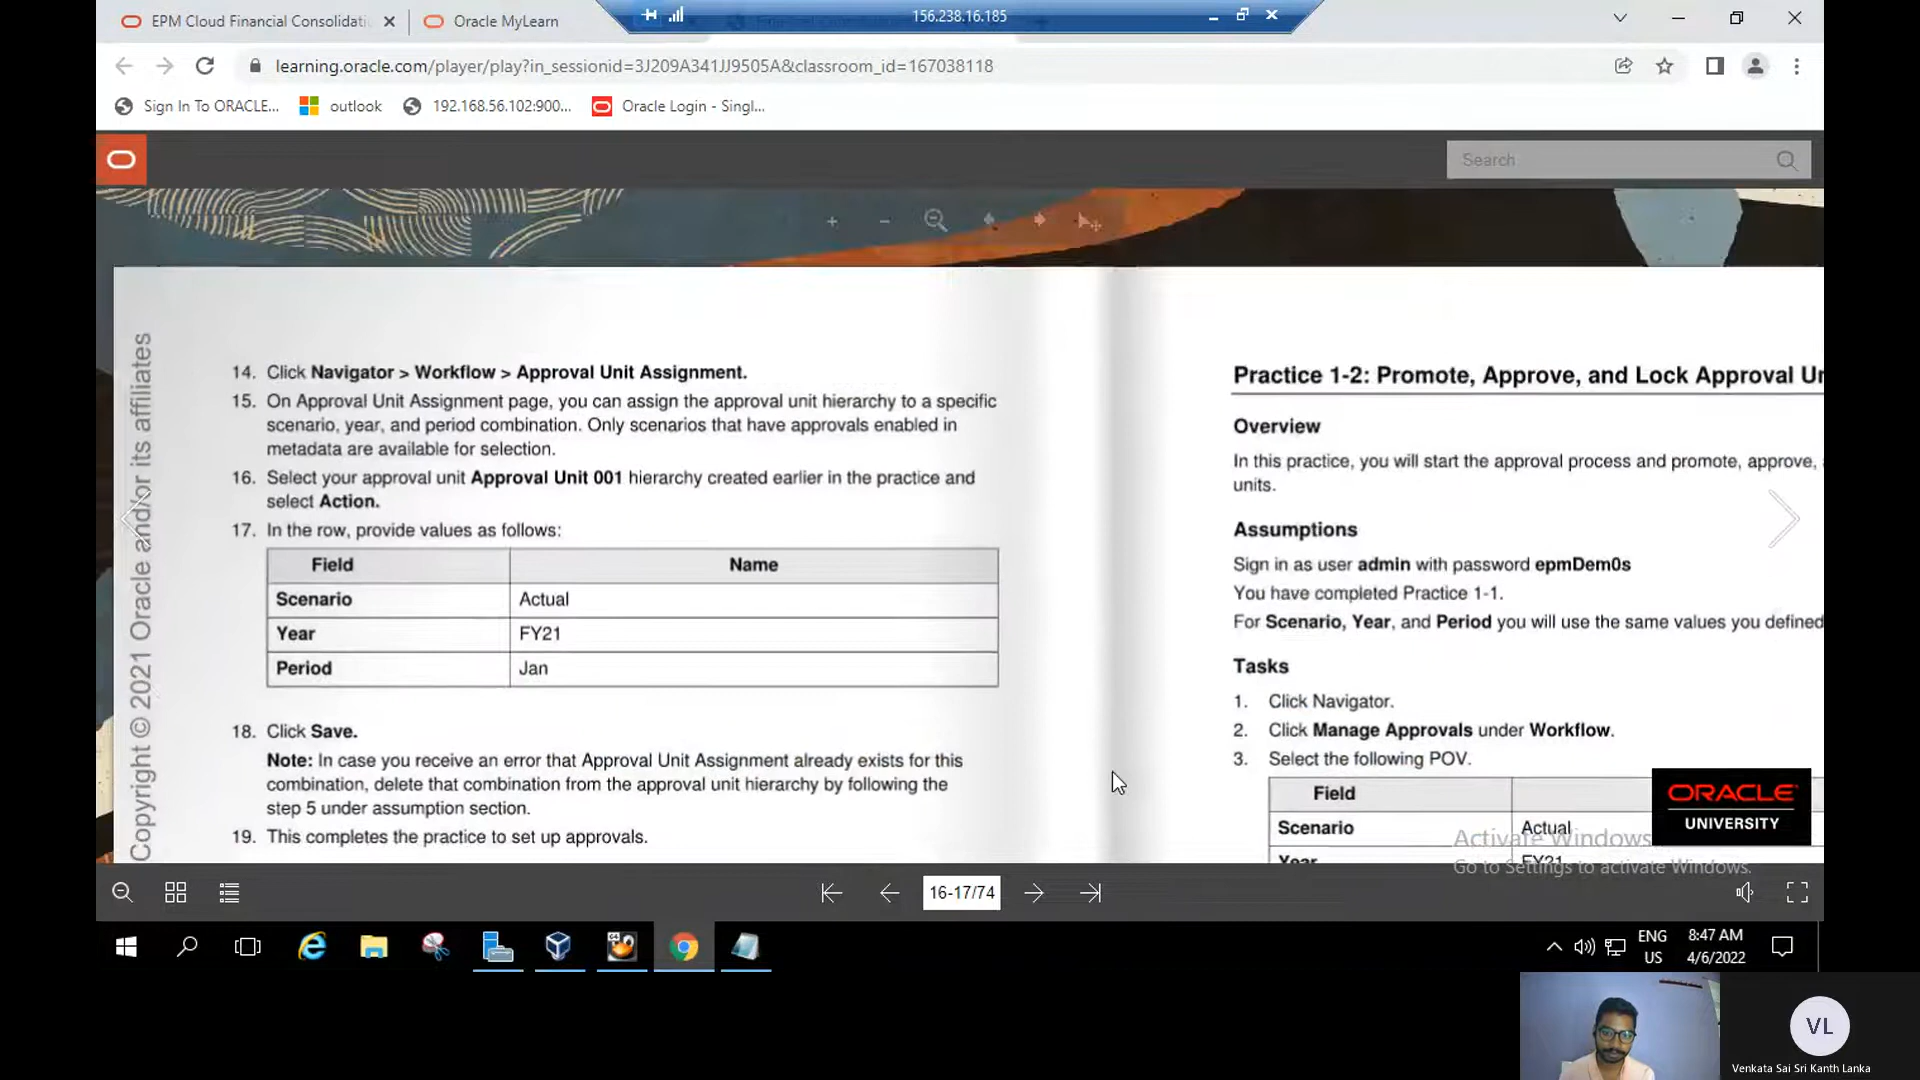 EPM Cloud Financial Consolidati
Oracle MyLearn
156.238.16.185
learning.oracle.com/player/play?in_sessionid=3J209A341JJ9505A&classroom_id=167038118
Sign In To ORACLE...
outlook
192.168.56.102:900...
Oracle Login - Singl...
Search
Copyright © 2021 Oracle and/or its affiliates
14. Click Navigator > Workflow > Approval Unit Assignment.
15. On Approval Unit Assignment page, you can assign the approval unit hierarchy to a specific
scenario, year, and period combination. Only scenarios that have approvals enabled in
metadata are available for selection.
16. Select your approval unit Approval Unit 001 hierarchy created earlier in the practice and
select Action.
17. In the row, provide values as follows:
Field Name
Scenario Actual
Year FY21
Period Jan
18. Click Save.
Note: In case you receive an error that Approval Unit Assignment already exists for this
combination, delete that combination from the approval unit hierarchy by following the
step 5 under assumption section.
19. This completes the practice to set up approvals.
Practice 1-2: Promote, Approve, and Lock Approval Un
Overview
In this practice, you will start the approval process and promote, approve,
units.
Assumptions
Sign in as user admin with password epmDem0s
You have completed Practice 1-1.
For Scenario, Year, and Period you will use the same values you defined
Tasks
1. Click Navigator.
2. Click Manage Approvals under Workflow.
3. Select the following POV.
Field
Scenario Actual
Year FY21
ORACLE
UNIVERSITY
Activate Windows
Go to Settings to activate Windows.
16-17/74
ENG
US
8:47 AM
4/6/2022
VL
Venkata Sai Sri Kanth Lanka